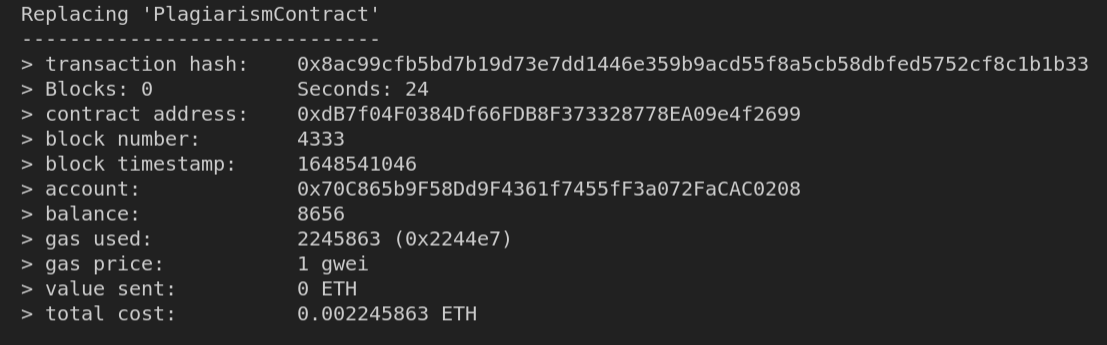 Replacing 'PlagiarismContract'
------------------------------
> transaction hash:    0x8ac99cfb5bd7b19d73e7dd1446e359b9acd55f8a5cb58dbfed5752cf8c1b1b33
> Blocks: 0            Seconds: 24
> contract address:    0xdB7f04F0384Df66FDB8F373328778EA09e4f2699
> block number:        4333
> block timestamp:     1648541046
> account:             0x70C865b9F58Dd9F4361f7455fF3a072FaCAC0208
> balance:             8656
> gas used:            2245863 (0x2244e7)
> gas price:           1 gwei
> value sent:          0 ETH
> total cost:          0.002245863 ETH